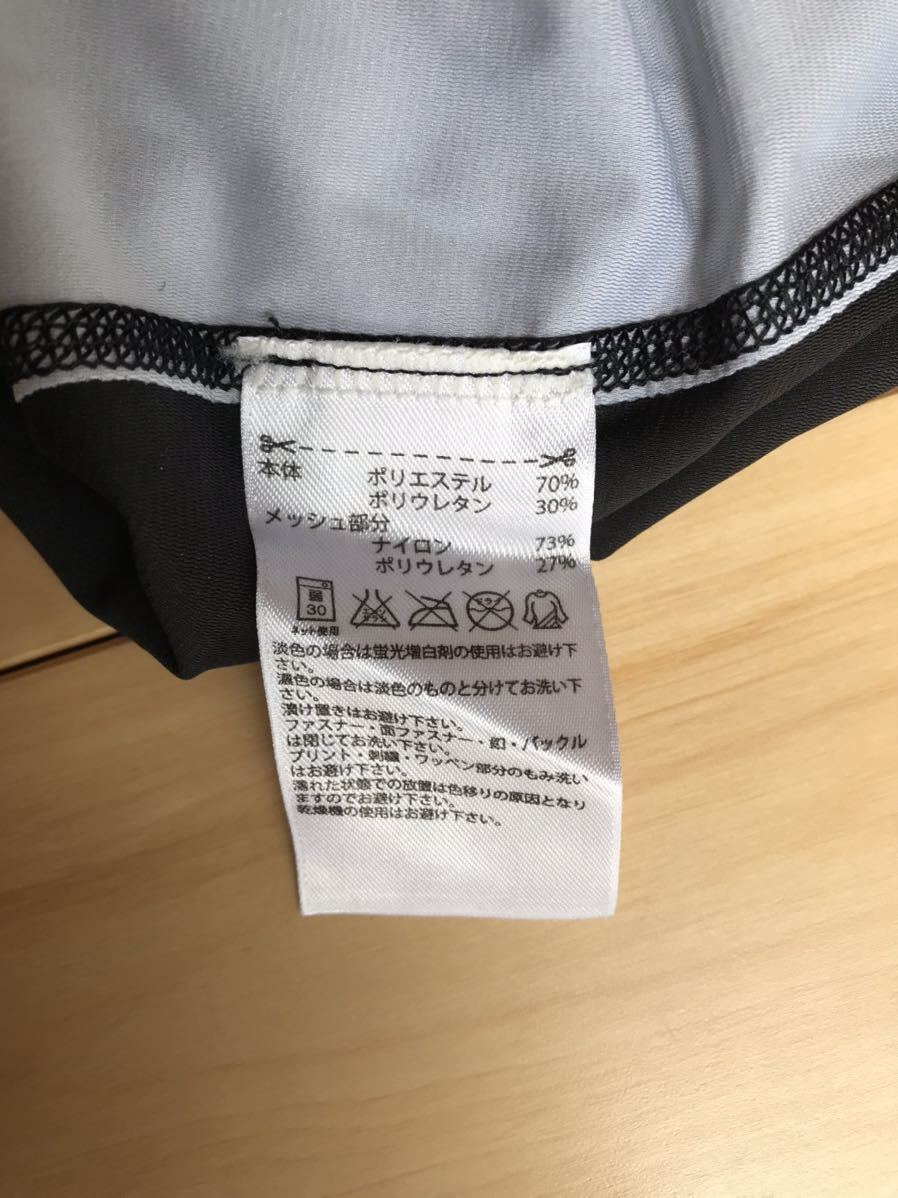 本体 ポリエステル 70%
ポリウレタン 30%
メッシュ部分
ナイロン 73%
ポリウレタン 27%
弱
30
ネット使用
淡色の場合は蛍光増白剤の使用はお避け下
さい。
濃色の場合は淡色のものと分けてお洗い下
さい。
漬け置きはお避け下さい。
ファスナー・面ファスナー・釦・バックル
は閉じてお洗い下さい。
プリント・刺繍・ワッペン部分のもみ洗い
はお避け下さい。
濡れた状態での放置は色移りの原因となり
ますのでお避け下さい。
乾燥機の使用はお避け下さい。